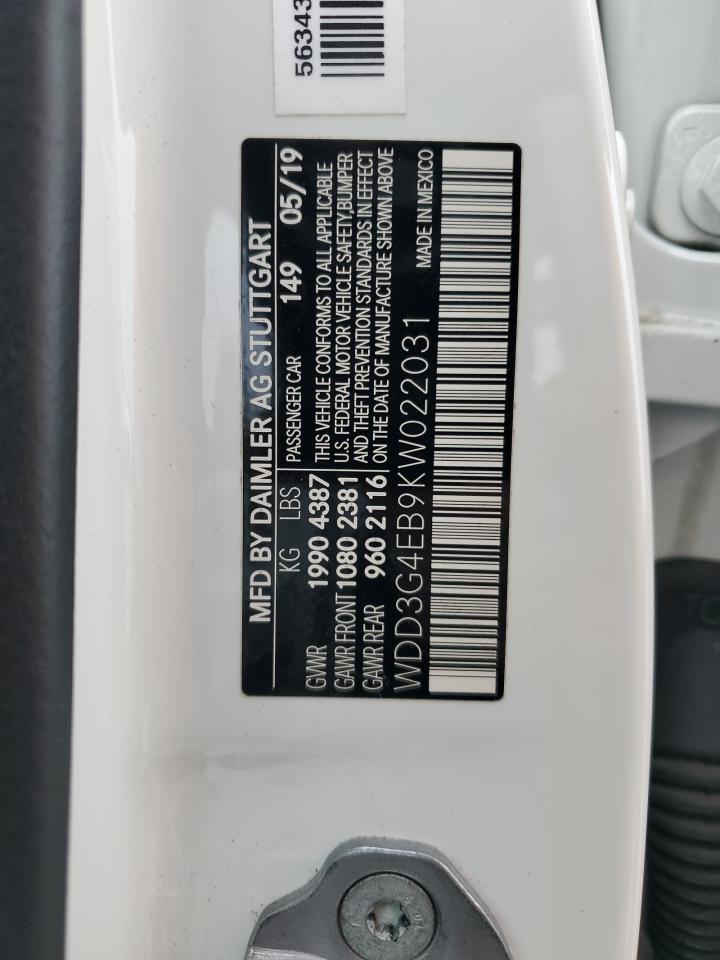 MFD BY DAIMLER AG STUTTGART
KG LBS PASSENGER CAR 149 05/19
GVWR 1990 4387 THIS VEHICLE CONFORMS TO ALL APPLICABLE
GAWR FRONT 1080 2381 U.S. FEDERAL MOTOR VEHICLE SAFETY,BUMPER
GAWR REAR 960 2116 AND THEFT PREVENTION STANDARDS IN EFFECT
ON THE DATE OF MANUFACTURE SHOWN ABOVE
WDD3G4EB9KW022031 MADE IN MEXICO
56343